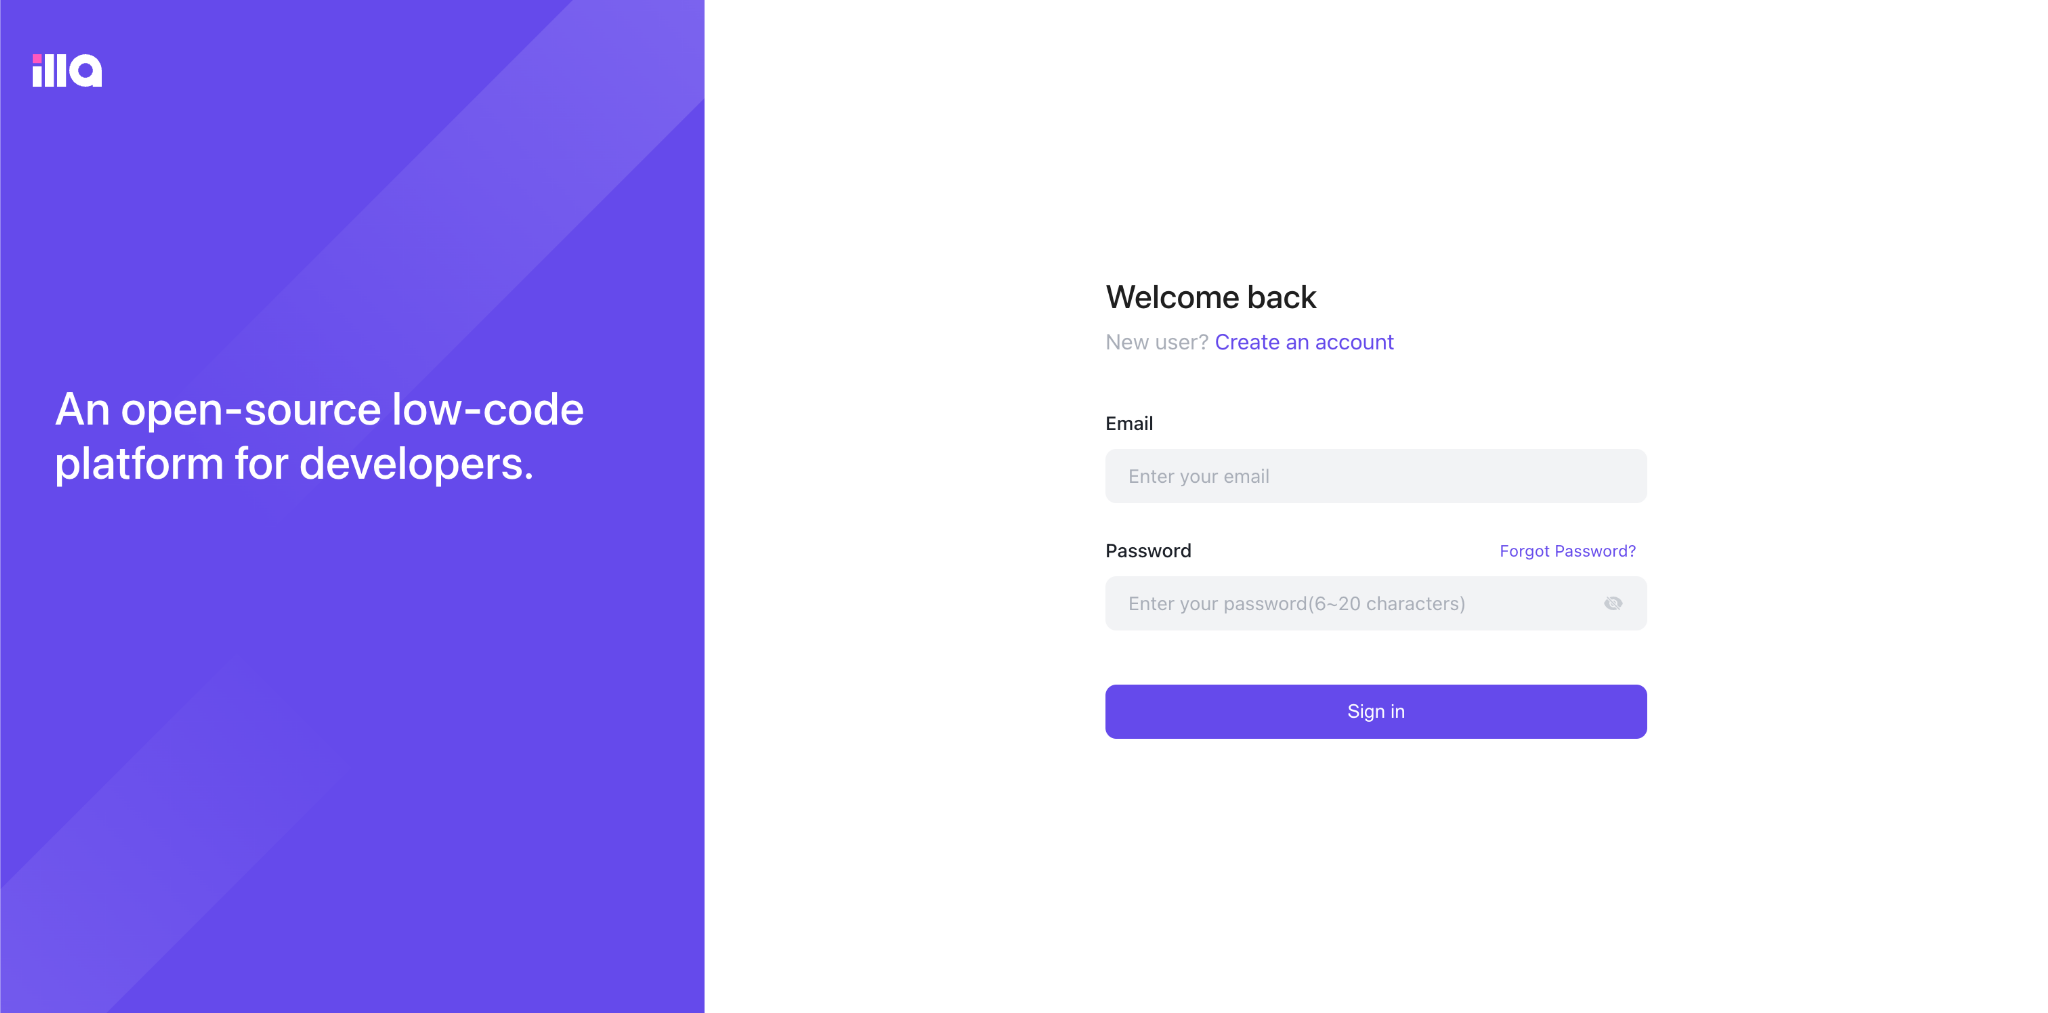 illa
An open-source low-code
platform for developers.
Welcome back
New user? Create an account
Email
Enter your email
Password
Forgot Password?
Enter your password(6~20 characters)
Sign in